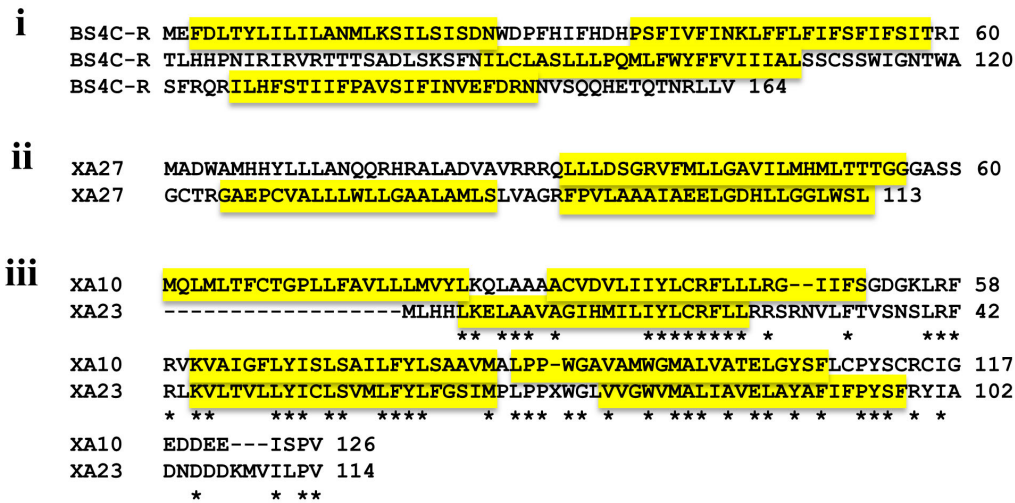 i
BS4C-R MEFDLTYLILILANMLKSILSISDNWDPFHIFHDHPSFIVFINKLFFLFIFSFIFSITRI 60
BS4C-R TLHHPNIRIRVRTTTSADLSKSFNILCLASLLLPQMLFWYFFVIIIALSSCSSWIGNTWA 120
BS4C-R SFRQRILHFSTIIFPAVSIFINVEFDRNNVSQQHETQTNRLLV 164
ii
XA27 MADWAMHHYLLLANQQRHRALADVAVRRRQLLLDSGRVFMLLGAVILMHMLTTTGGGASS 60
XA27 GCTRGAEPCVALLLWLLGAALAMLSLVAGRFPVLAAAIAEELGDHLLGGLWSL 113
iii
XA10 MQLMLTFCTGPLLFAVLLLMVYLKQLAAAACVDVLIIYLCRFLLLRG--IIFSGDGKLRF 58
XA23 ------------------MLHHLKELAAVAGIHMILIYLCRFLLRRSRNVLFTVSNSLRF 42
** *** * ******** * * ***
XA10 RVKVAIGFLYISLSAILFYLSAAVMALPP-WGAVAMWGMALVATELGYSFLCPYSCRCIG 117
XA23 RLKVLTVLLYICLSVMLFYLFGSIMPLPPXWGLVVGWVMALIAVELAYAFIFPYSFRYIA 102
* ** *** ** **** * *** ** * * *** * ** * * *** * *
XA10 EDDEE---ISPV 126
XA23 DNDDDKMVILPV 114
* * **